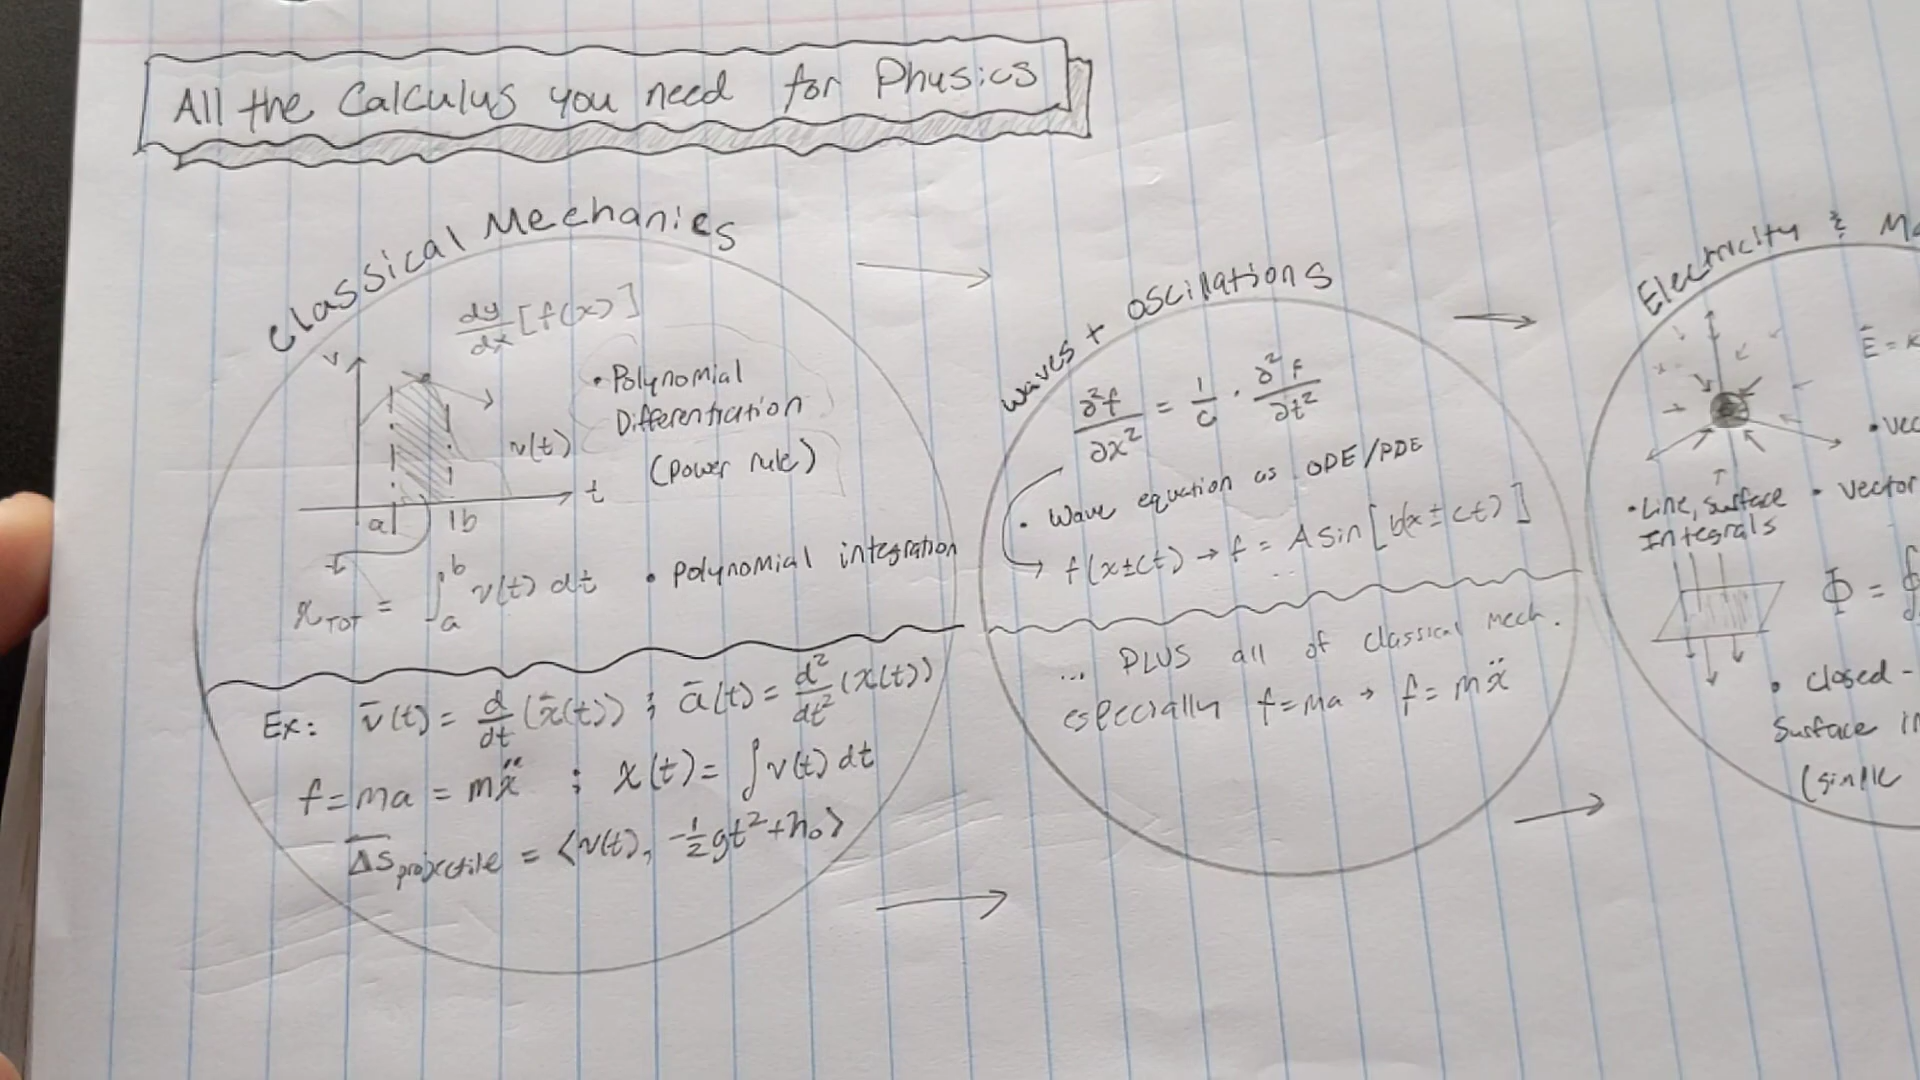 All the Calculus you need for Physics
Classical Mechanics
dy/dx [f(x)]
v
• Polynomial
Differentiation
(power rule)
v(t)
t
a
b
x_TOT = ∫_a^b v(t) dt
• Polynomial integration
Ex: v̄(t) = d/dt (x̄(t)) ; ā(t) = d²/dt² (x(t))
f = ma = mẍ ; x(t) = ∫v(t) dt
Δs projectile = <v(t), -½gt² + h₀>
Waves + Oscillations
∂²f/∂x² = 1/c · ∂²f/∂t²
• Wave equation as ODE/PDE
f(x±ct) → f = A sin[k(x ± ct)]
... PLUS all of classical mech.
especially f=ma → f = mẍ
Electricity &
E =
• Line, surface
Integrals
• Vector
Φ = ∮
• Closed-
Surface